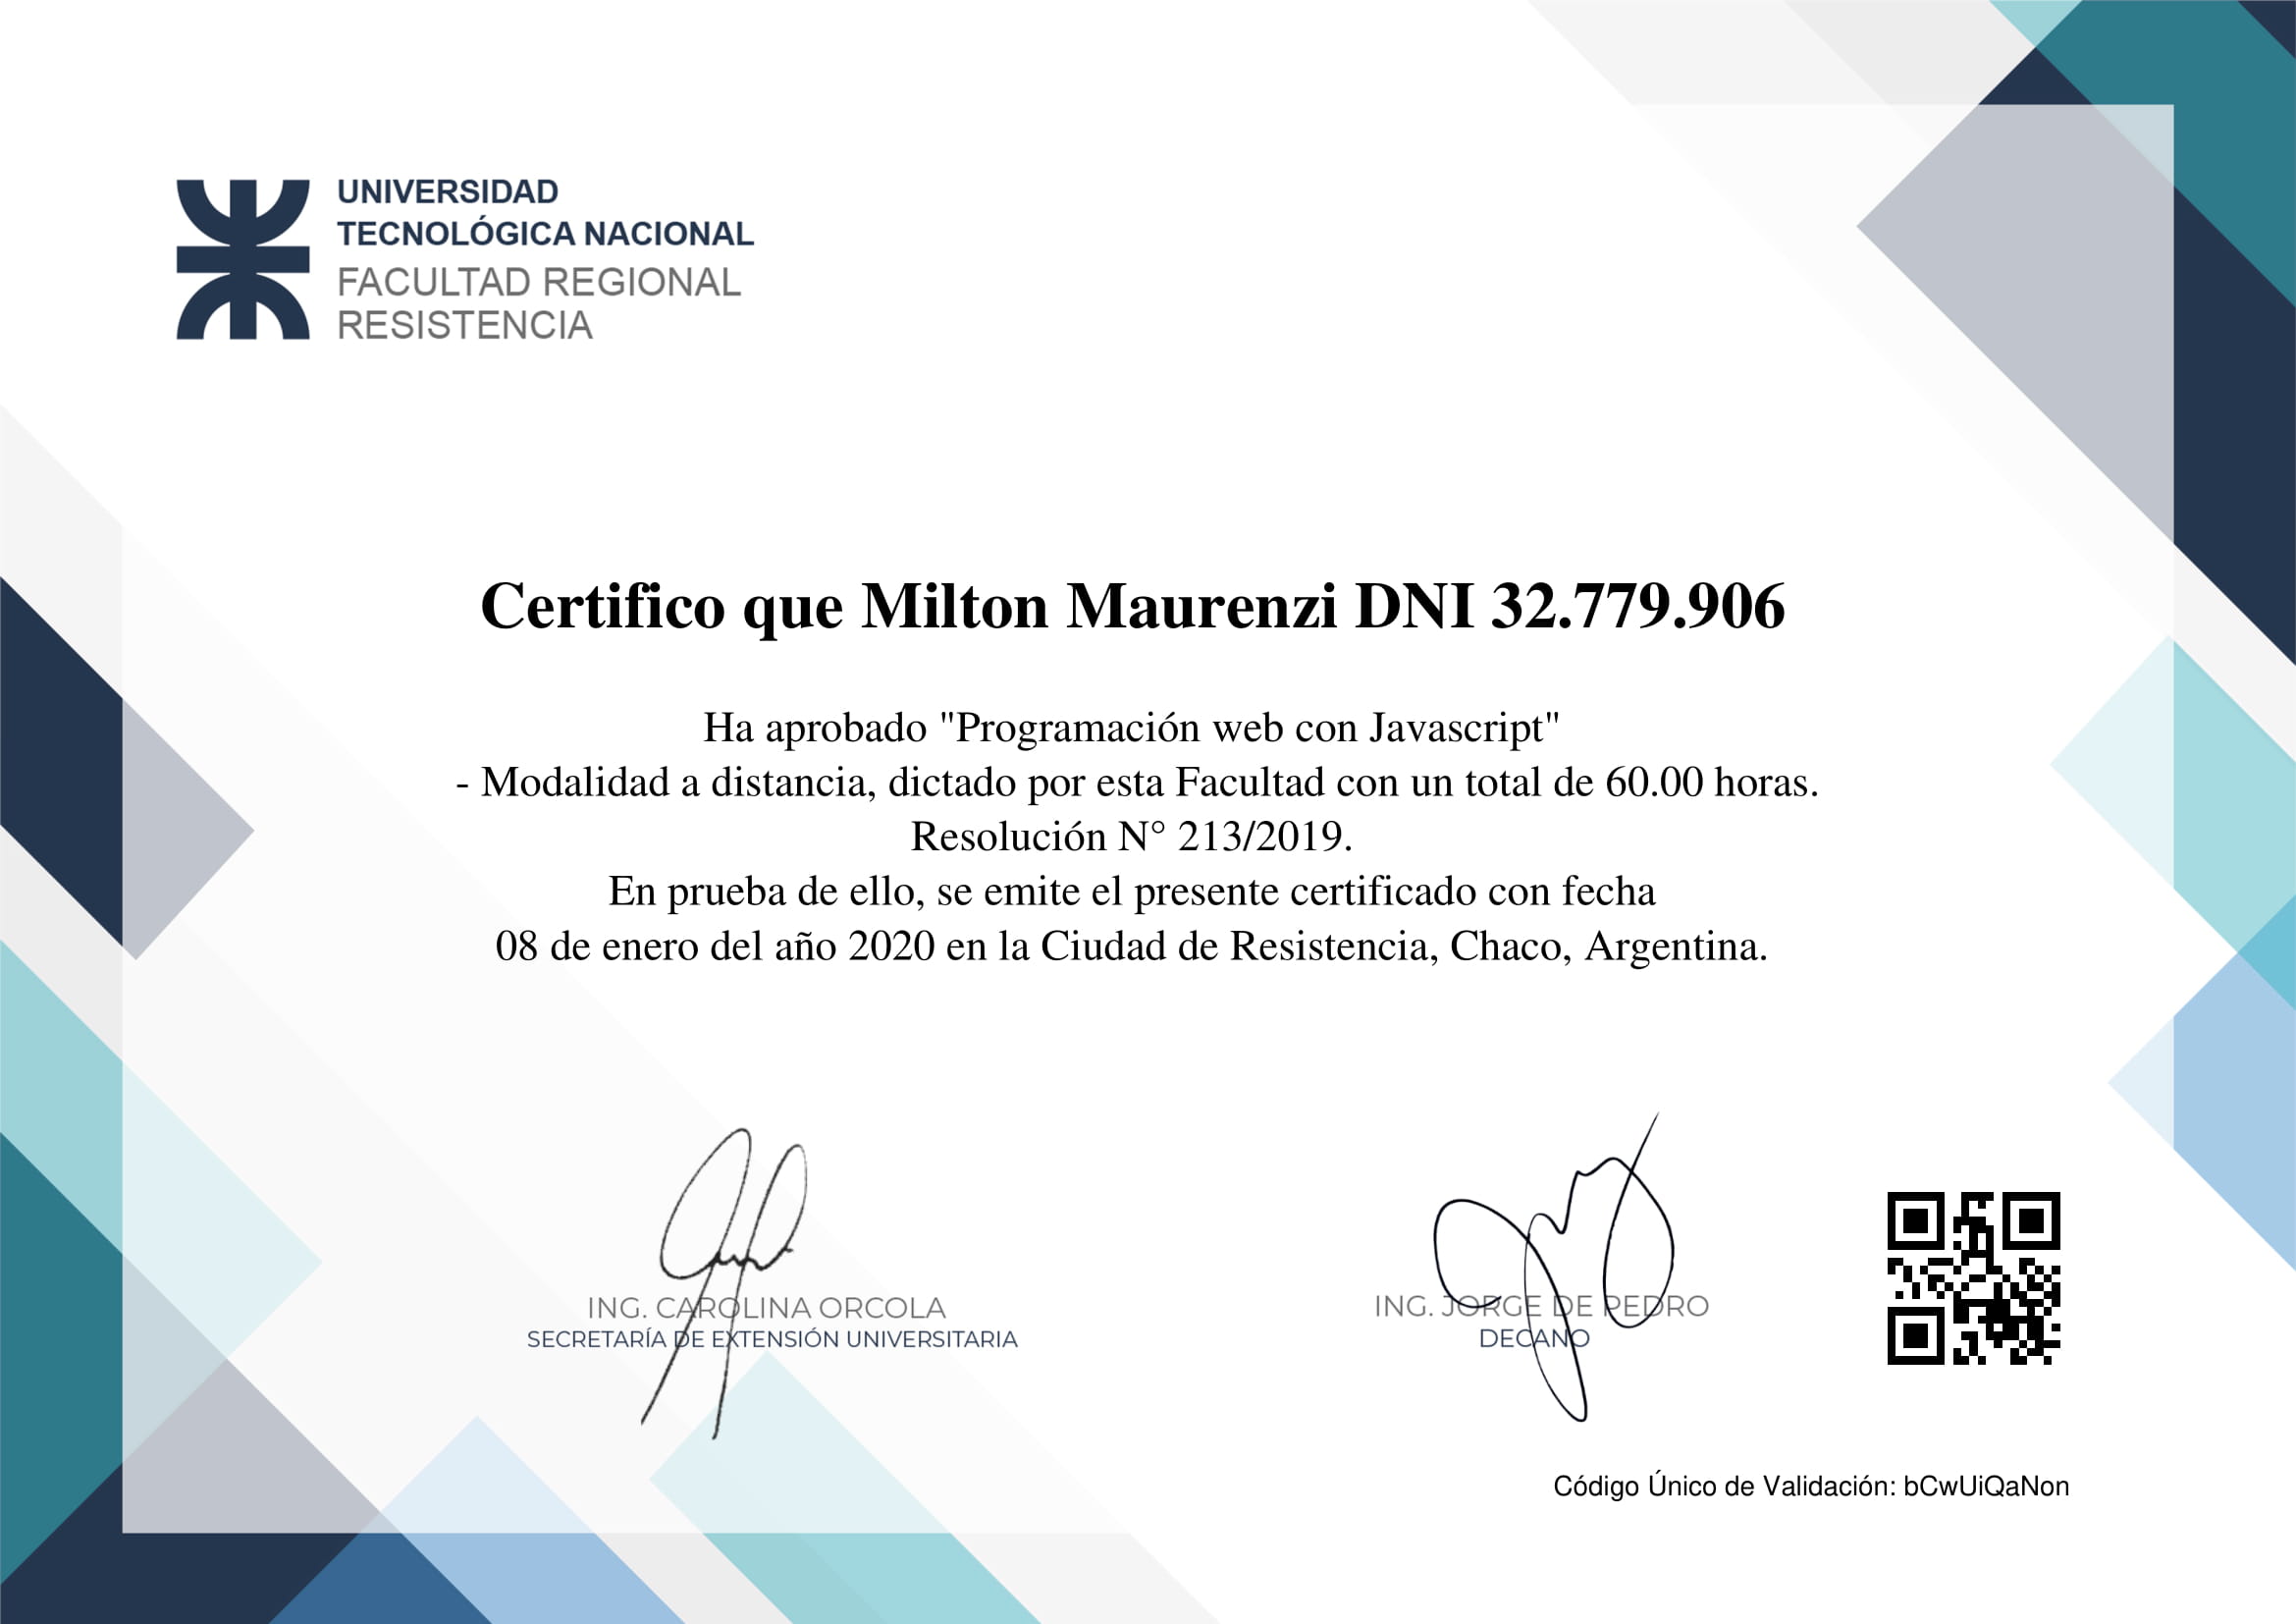 UNIVERSIDAD
TECNOLÓGICA NACIONAL
FACULTAD REGIONAL
RESISTENCIA
Certifico que Milton Maurenzi DNI 32.779.906
Ha aprobado "Programación web con Javascript"
- Modalidad a distancia, dictado por esta Facultad con un total de 60.00 horas.
Resolución N° 213/2019.
En prueba de ello, se emite el presente certificado con fecha
08 de enero del año 2020 en la Ciudad de Resistencia, Chaco, Argentina.
ING. CAROLINA ORCOLA
SECRETARÍA DE EXTENSIÓN UNIVERSITARIA
ING. JORGE DE PEDRO
DECANO
Código Único de Validación: bCwUiQaNon